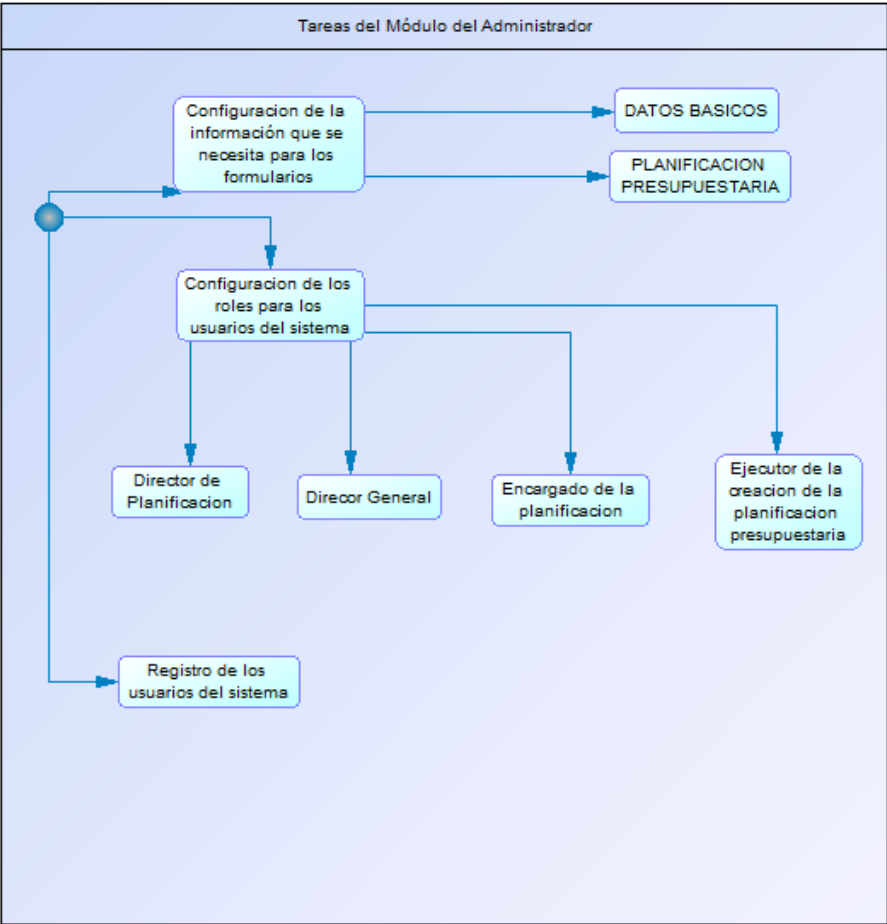 Tareas del Módulo del Administrador
Configuracion de la
información que se
necesita para los
formularios
DATOS BASICOS
PLANIFICACION
PRESUPUESTARIA
Configuracion de los
roles para los
usuarios del sistema
Director de
Planificacion
Direcor General
Encargado de la
planificacion
Ejecutor de la
creacion de la
planificacion
presupuestaria
Registro de los
usuarios del sistema